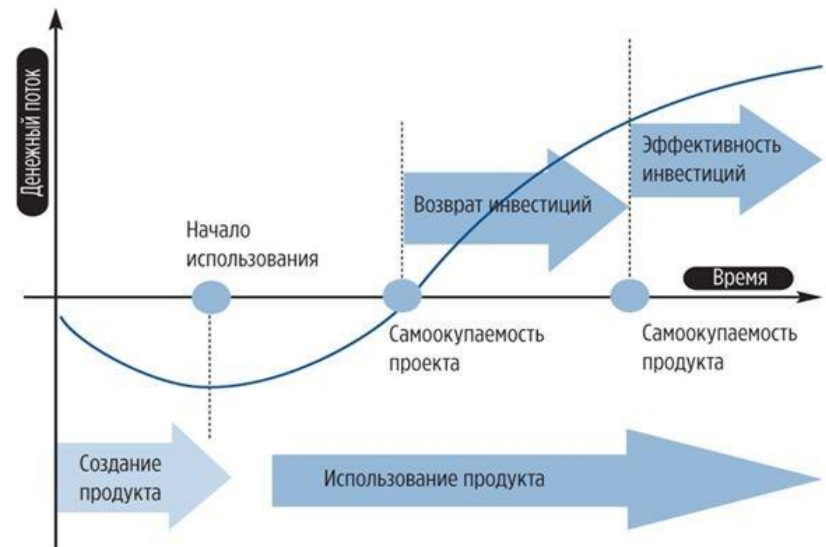 Денежный поток
Эффективность
инвестиций
Возврат инвестиций
Начало
использования
Время
Самоокупаемость
проекта
Самоокупаемость
продукта
Создание
продукта
Использование продукта